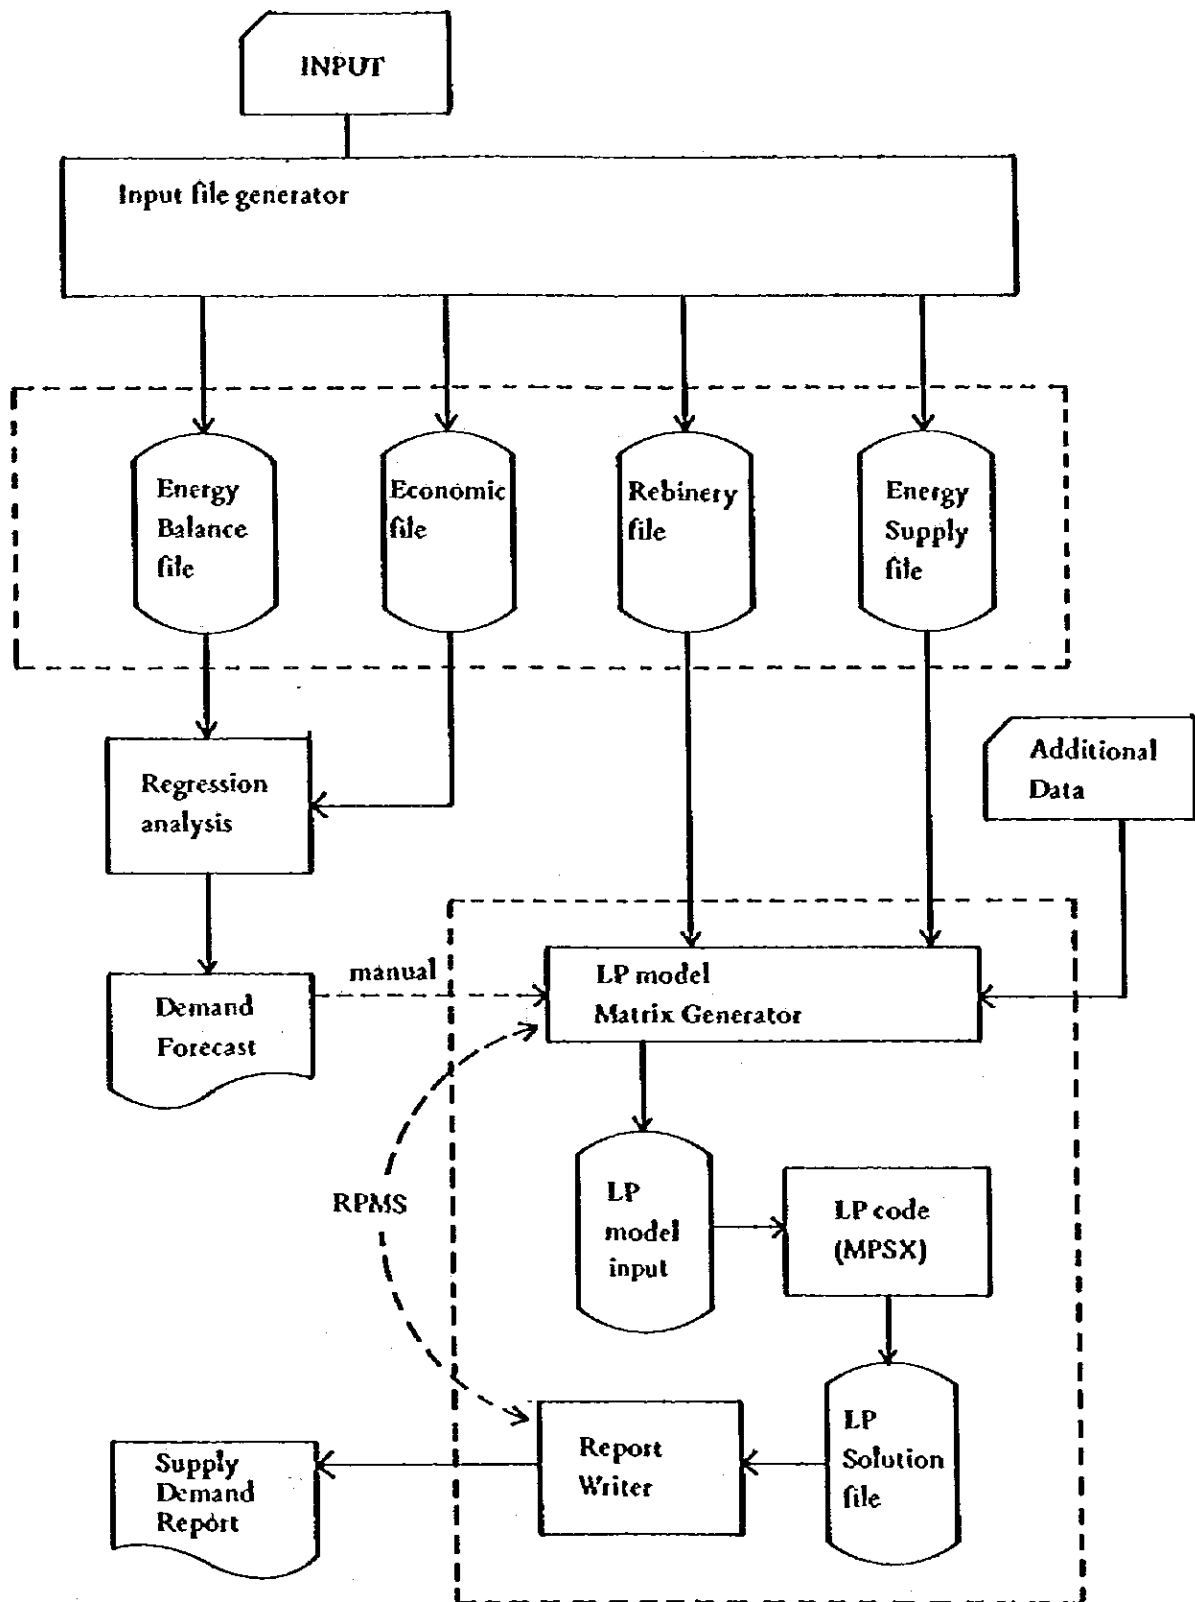 INPUT
Input file generator
Energy
Balance
file
Economic
file
Rebinery
file
Energy
Supply
file
Regression
analysis
Additional
Data
manual
Demand
Forecast
LP model
Matrix Generator
RPMS
LP
model
input
LP code
(MPSX)
LP
Solution
file
Report
Writer
Supply
Demand
Report